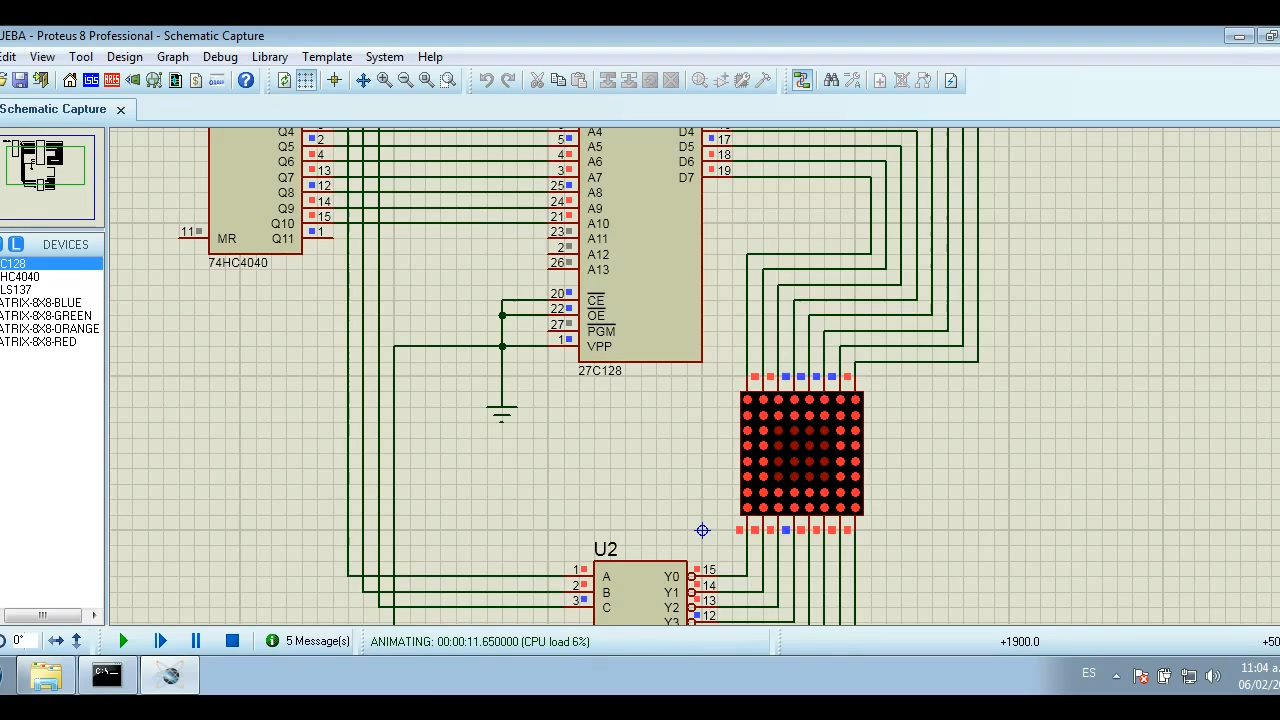 UEBA - Proteus 8 Professional - Schematic Capture
Edit View Tool Design Graph Debug Library Template System Help
Schematic Capture
L DEVICES
C128
HC4040
LS137
ATRIX-8X8-BLUE
ATRIX-8X8-GREEN
ATRIX-8X8-ORANGE
ATRIX-8X8-RED
Q4 A4 D4
Q5 2 5 A5 D5 17
Q6 4 4 A6 D6 18
Q7 13 3 A7 D7 19
Q8 12 25 A8
Q9 14 24 A9
Q10 15 21 A10
11 MR Q11 1 23 A11
2 A12
26 A13
74HC4040
20 CE
22 OE
27 PGM
1 VPP
27C128
U2
1 A Y0 15
2 B Y1 14
3 C Y2 13
Y3 12
0° 5 Message(s) ANIMATING: 00:00:11.650000 (CPU load 6%) +1900.0 +50
ES 11:04 a.
06/02/20